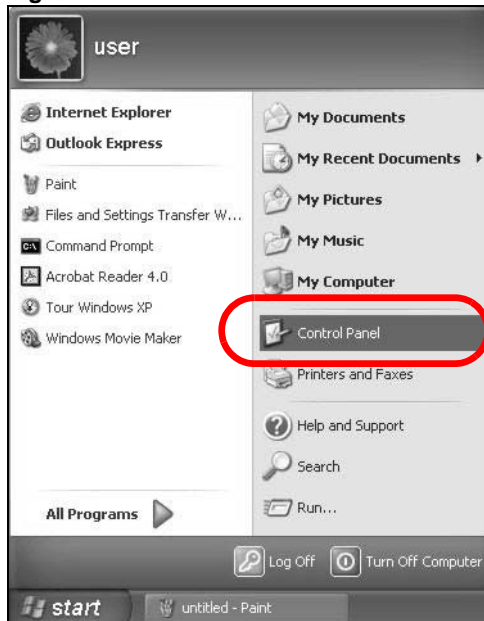 user
Internet Explorer
Outlook Express
Paint
Files and Settings Transfer W...
Command Prompt
Acrobat Reader 4.0
Tour Windows XP
Windows Movie Maker
All Programs
My Documents
My Recent Documents
My Pictures
My Music
My Computer
Control Panel
Printers and Faxes
Help and Support
Search
Run...
Log Off
Turn Off Computer
start
untitled - Paint